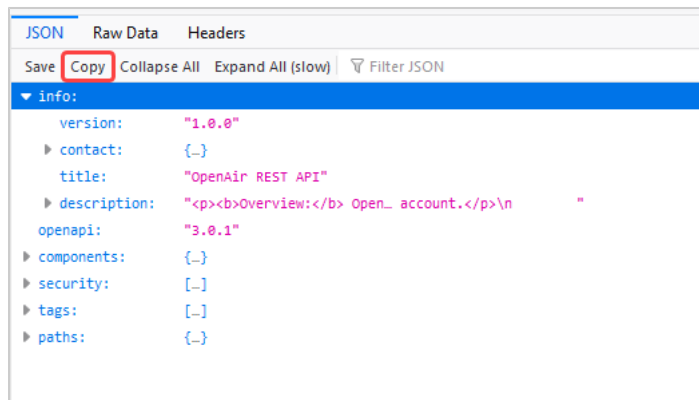 JSON Raw Data Headers
Save Copy Collapse All Expand All (slow) Filter JSON
info:
version: "1.0.0"
contact: {…}
title: "OpenAir REST API"
description: "<p><b>Overview:</b> Open… account.</p>\n "
openapi: "3.0.1"
components: {…}
security: […]
tags: […]
paths: {…}